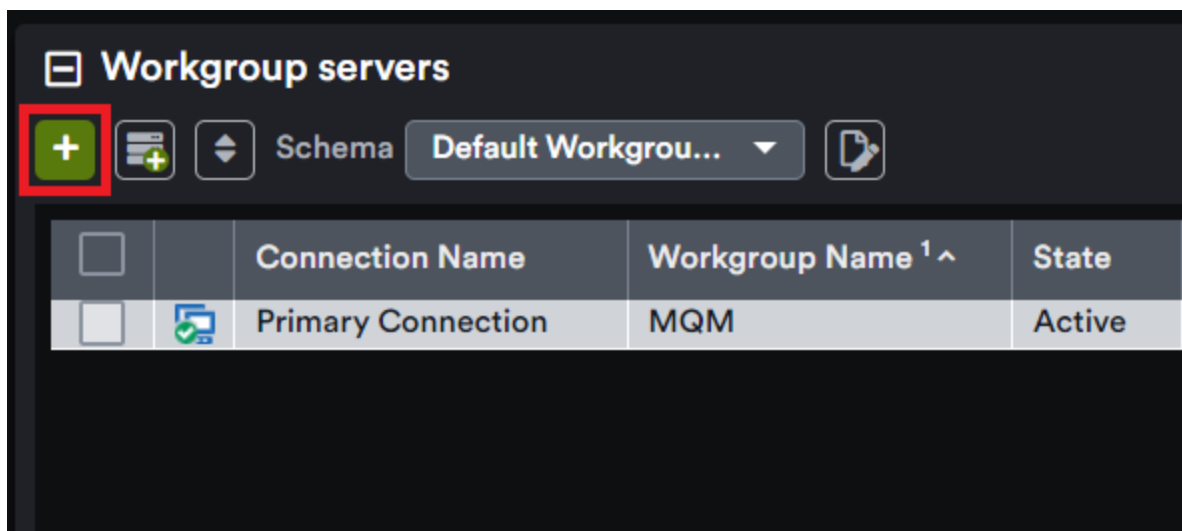 Workgroup servers
+ Schema Default Workgrou...
Connection Name Workgroup Name 1 State
Primary Connection MQM Active